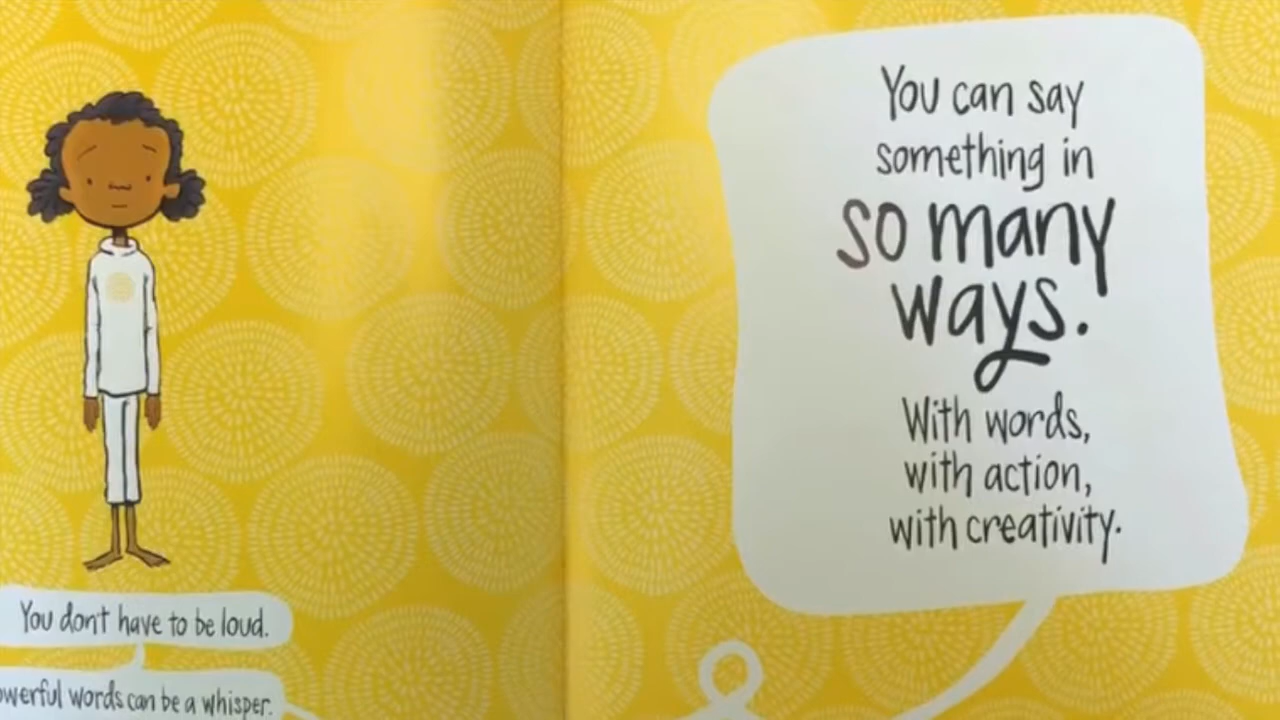 You don't have to be loud.
words can be a whisper.
You can say
something in
so many
ways.
With words,
with action,
with creativity.